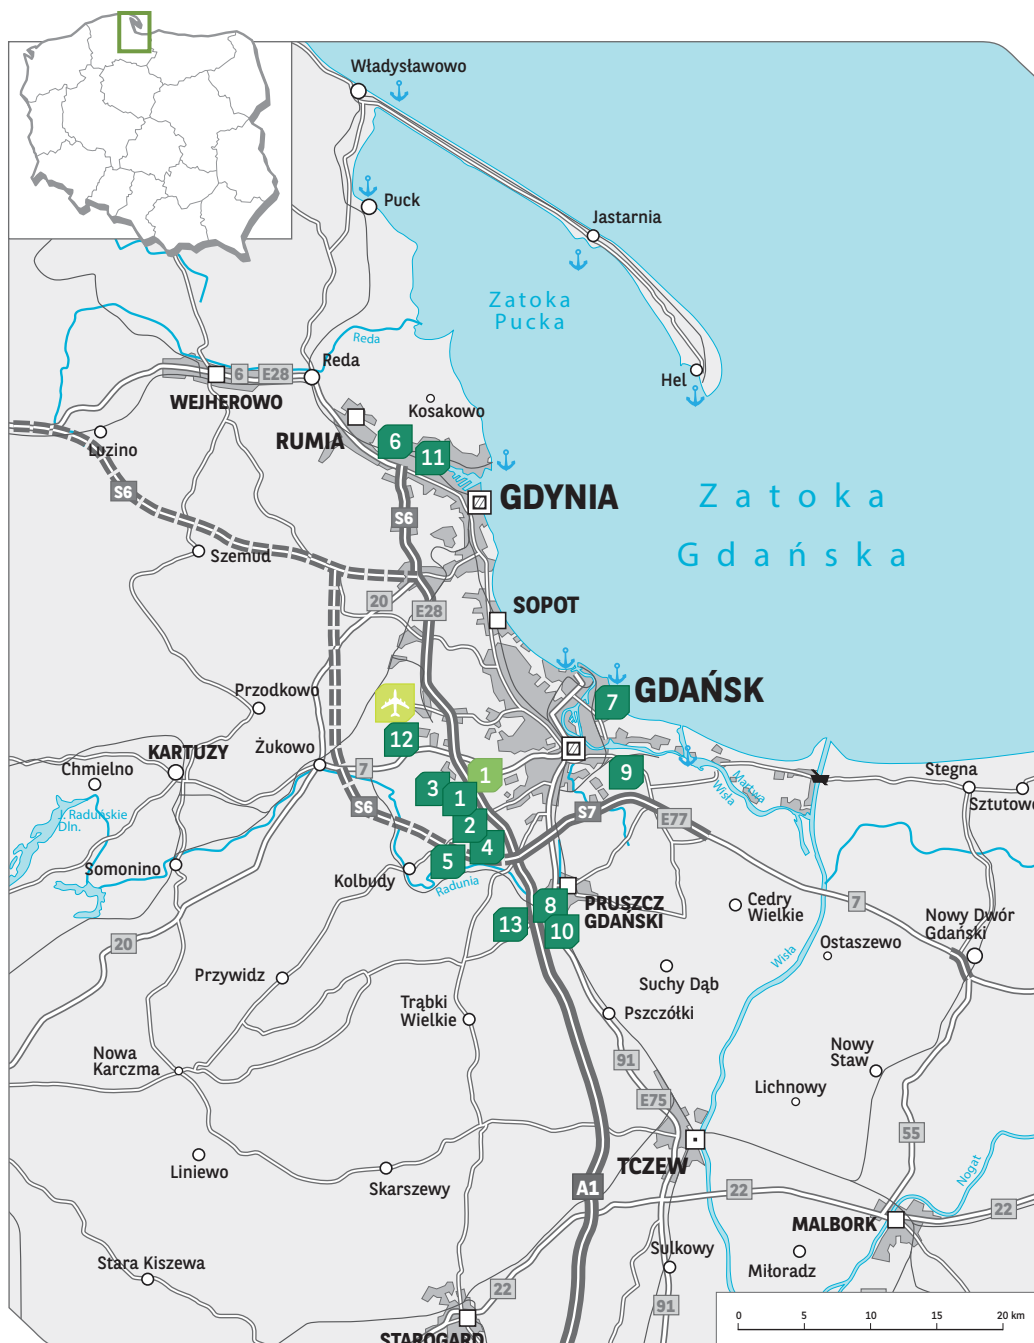 Władysławowo
Puck
Jastarnia
Zatoka
Pucka
Reda
Reda
Hel
6
E28
WEJHEROWO
Kosakowo
RUMIA
6
11
Luzino
S6
GDYNIA
Zatoka
Gdańska
S6
Szemud
20
E28
SOPOT
GDAŃSK
7
Przodkowo
12
KARTUZY
Żukowo
Chmielno
7
3
1
1
9
Martwa
Wisła
Stegna
Sztutowo
J. Raduńskie
Dln.
S6
2
S7
E77
4
5
Somonino
Kolbudy
Radunia
PRUSZCZ
GDAŃSKI
8
13
10
Cedry
Wielkie
7
Nowy Dwór
Gdański
20
Ostaszewo
Wisła
Przywidz
Suchy Dąb
Trąbki
Wielkie
Pszczółki
Nowa
Karczma
91
Nowy
Staw
Lichnowy
E75
55
Liniewo
TCZEW
Skarszewy
Nogat
A1
22
22
MALBORK
Sulkowy
Miłoradz
Stara Kiszewa
22
91
STAROGARD
0 5 10 15 20 km